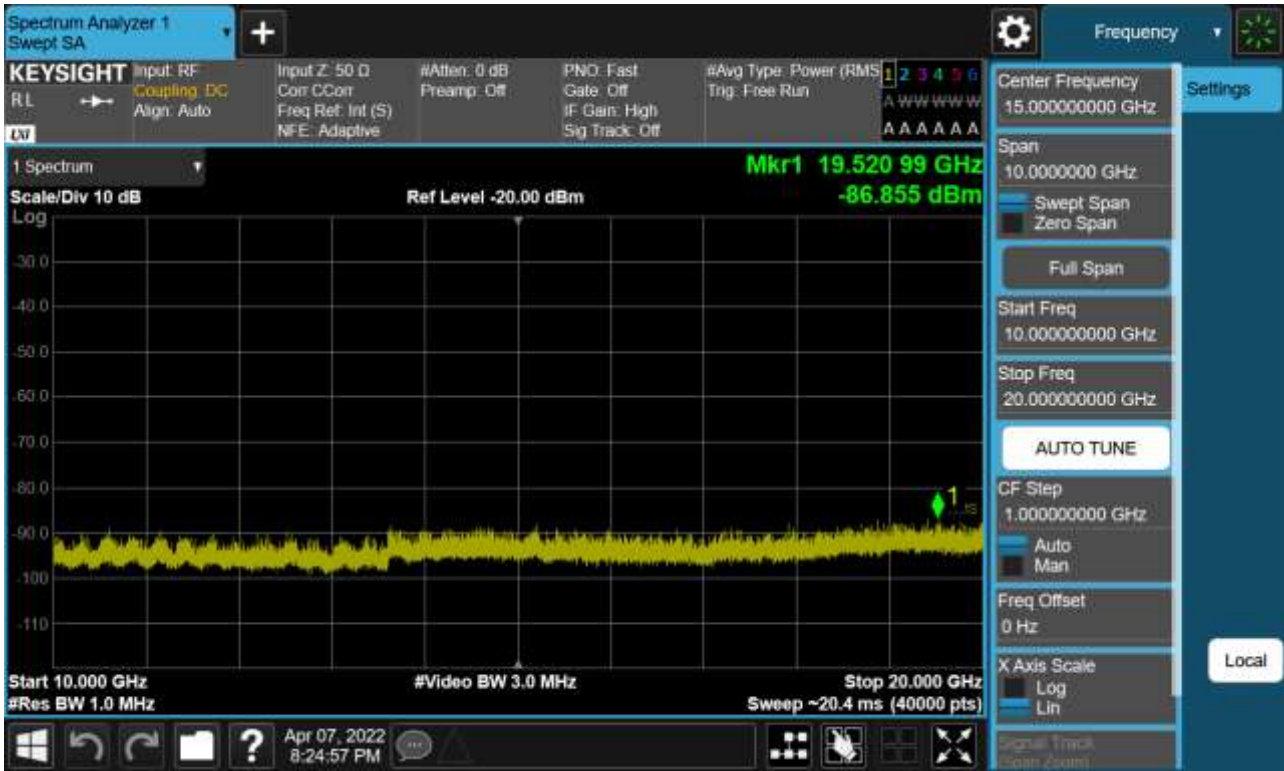 Spectrum Analyzer 1
Swept SA
+
Frequency
KEYSIGHT
RL
Input: RF
Coupling: DC
Align: Auto
Input Z: 50 Ω
Corr CCorr
Freq Ref: Int (S)
NFE: Adaptive
#Atten: 0 dB
Preamp: Off
PNO: Fast
Gate: Off
IF Gain: High
Sig Track: Off
#Avg Type: Power (RMS
Trig: Free Run
1 2 3 4 5 6
A W W W W W
A A A A A A
1 Spectrum
Mkr1 19.520 99 GHz
-86.855 dBm
Scale/Div 10 dB
Ref Level -20.00 dBm
Log
-30.0
-40.0
-50.0
-60.0
-70.0
-80.0
-90.0
-100
-110
1
Start 10.000 GHz
#Video BW 3.0 MHz
Stop 20.000 GHz
#Res BW 1.0 MHz
Sweep ~20.4 ms (40000 pts)
Apr 07, 2022
8:24:57 PM
?
Center Frequency
15.000000000 GHz
Settings
Span
10.0000000 GHz
Swept Span
Zero Span
Full Span
Start Freq
10.000000000 GHz
Stop Freq
20.000000000 GHz
AUTO TUNE
CF Step
1.000000000 GHz
Auto
Man
Freq Offset
0 Hz
X Axis Scale
Log
Lin
Local
Signal Track
(Span Zoom)